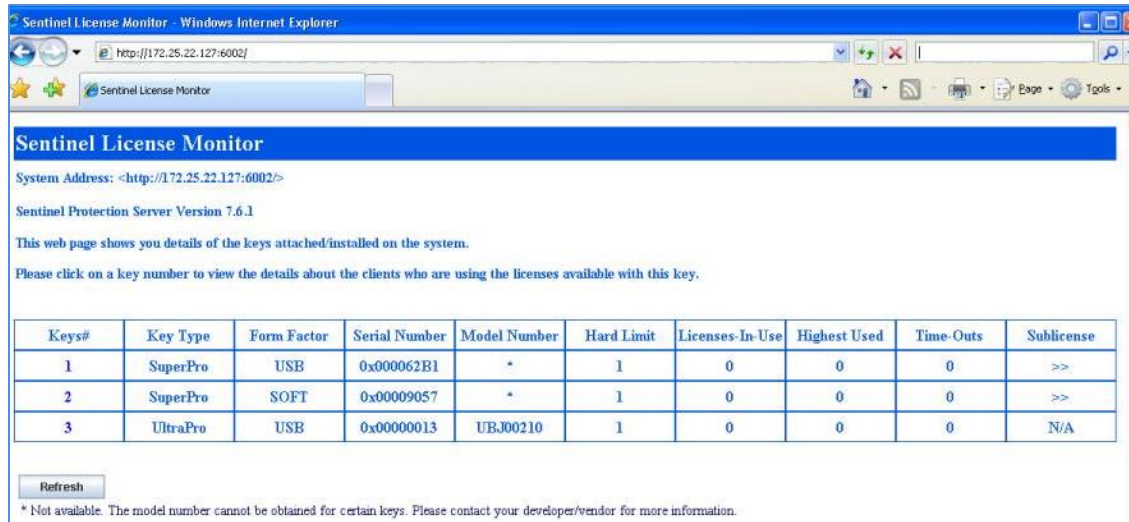 Sentinel License Monitor - Windows Internet Explorer
http://172.25.22.127:6002/
Sentinel License Monitor
Page
Tools
Sentinel License Monitor
System Address: <http://172.25.22.127:6002/>
Sentinel Protection Server Version 7.6.1
This web page shows you details of the keys attached/installed on the system.
Please click on a key number to view the details about the clients who are using the licenses available with this key.
Keys# Key Type Form Factor Serial Number Model Number Hard Limit Licenses-In-Use Highest Used Time-Outs Sublicense
1 SuperPro USB 0x000062B1 * 1 0 0 0 >>
2 SuperPro SOFT 0x00009057 * 1 0 0 0 >>
3 UltraPro USB 0x00000013 UBJ00210 1 0 0 0 N/A
Refresh
* Not available. The model number cannot be obtained for certain keys. Please contact your developer/vendor for more information.